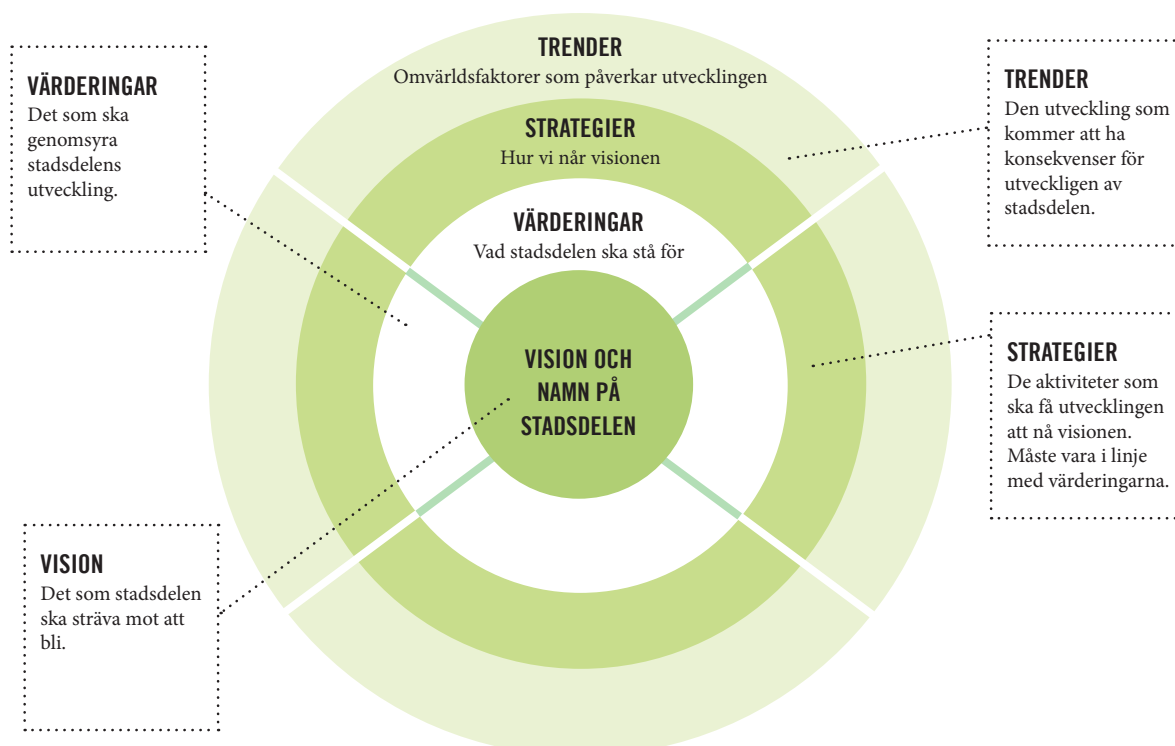 TRENDER
Omvärldsfaktorer som påverkar utvecklingen
STRATEGIER
Hur vi når visionen
VÄRDERINGAR
Vad stadsdelen ska stå för
VISION OCH
NAMN PÅ
STADSDELEN
VÄRDERINGAR
Det som ska
genomsyra
stadsdelens
utveckling.
VISION
Det som stadsdelen
ska sträva mot att
bli.
TRENDER
Den utveckling som
kommer att ha
konsekvenser för
utveckligen av
stadsdelen.
STRATEGIER
De aktiviteter som
ska få utvecklingen
att nå visionen.
Måste vara i linje
med värderingarna.